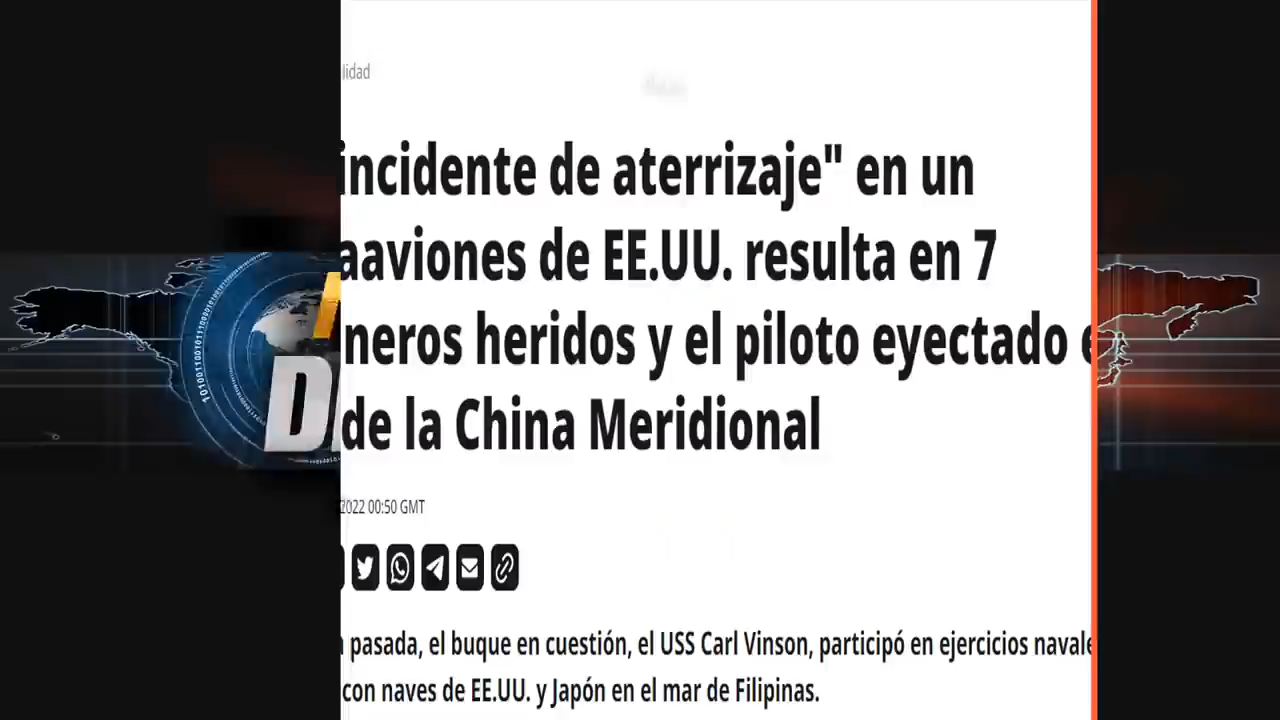 lidad
incidente de aterrizaje" en un
aaviones de EE.UU. resulta en 7
neros heridos y el piloto eyectado e
de la China Meridional
2022 00:50 GMT
pasada, el buque en cuestión, el USS Carl Vinson, participó en ejercicios navale
con naves de EE.UU. y Japón en el mar de Filipinas.
D